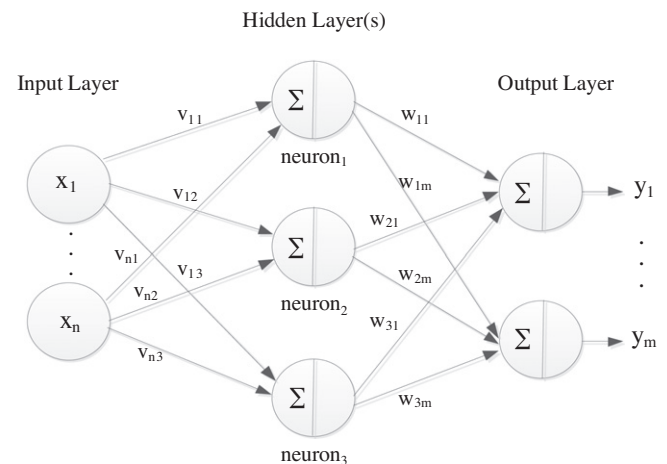 Hidden Layer(s)
Input Layer
Output Layer
v11
Σ
w11
neuron1
x1
v12
w1m
Σ
y1
. . .
vn1
v13
Σ
w21
. . .
vn2
w2m
xn
neuron2
w31
Σ
ym
vn3
Σ
w3m
neuron3